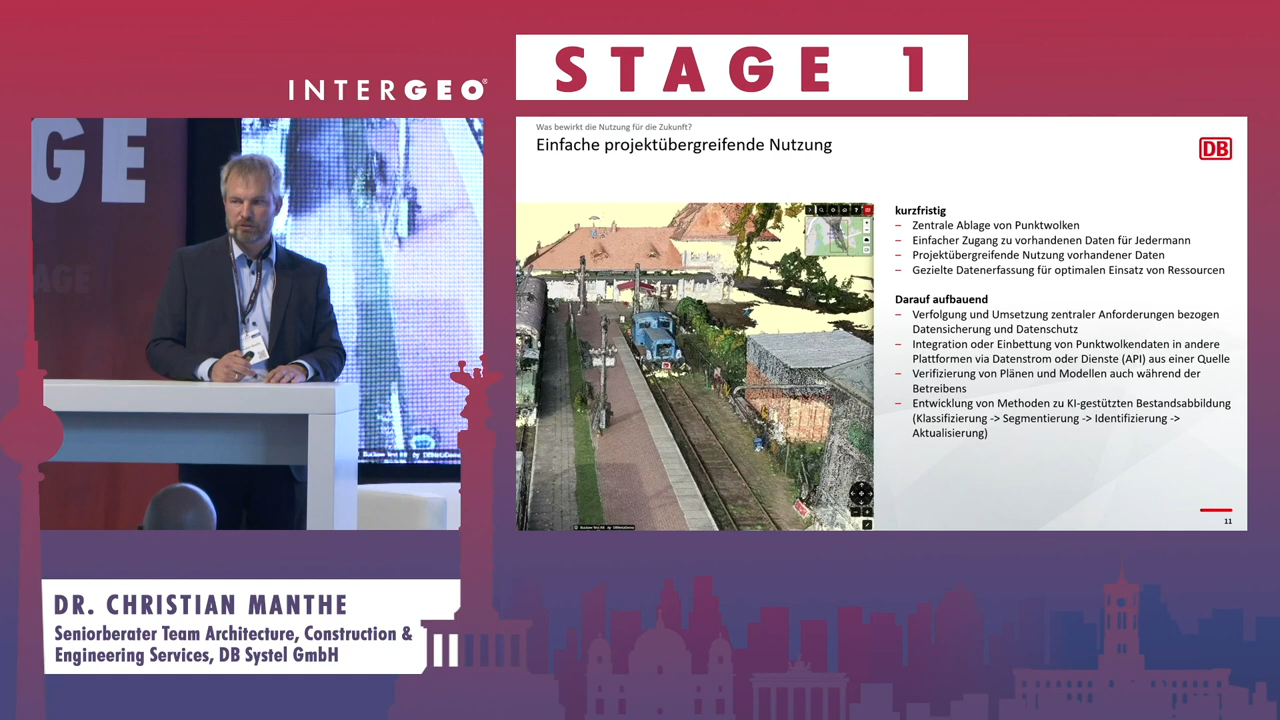 STAGE 1
INTERGEO®
GE
AGE
Was bewirkt die Nutzung für die Zukunft?
Einfache projektübergreifende Nutzung
DB
kurzfristig
– Zentrale Ablage von Punktwolken
– Einfacher Zugang zu vorhandenen Daten für Jedermann
– Projektübergreifende Nutzung vorhandener Daten
– Gezielte Datenerfassung für optimalen Einsatz von Ressourcen
Darauf aufbauend
– Verfolgung und Umsetzung zentraler Anforderungen bezogen
Datensicherung und Datenschutz
– Integration oder Einbettung von Punktwolkendaten in andere
Plattformen via Datenstrom oder Dienste (API) aus einer Quelle
– Verifizierung von Plänen und Modellen auch während der
Betreibens
– Entwicklung von Methoden zu KI-gestützten Bestandsabbildung
(Klassifizierung -> Segmentierung -> Identifizierung ->
Aktualisierung)
11
DR. CHRISTIAN MANTHE
Seniorberater Team Architecture, Construction &
Engineering Services, DB Systel GmbH